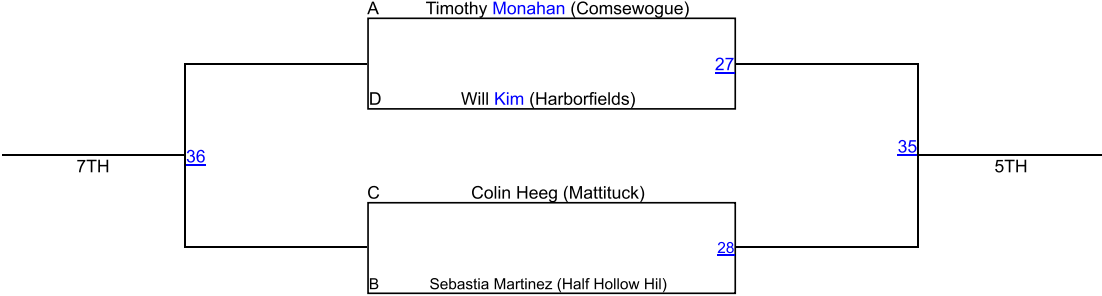 A Timothy Monahan (Comsewogue)
27
D Will Kim (Harborfields)
36
7TH
35
5TH
C Colin Heeg (Mattituck)
28
B Sebastia Martinez (Half Hollow Hil)